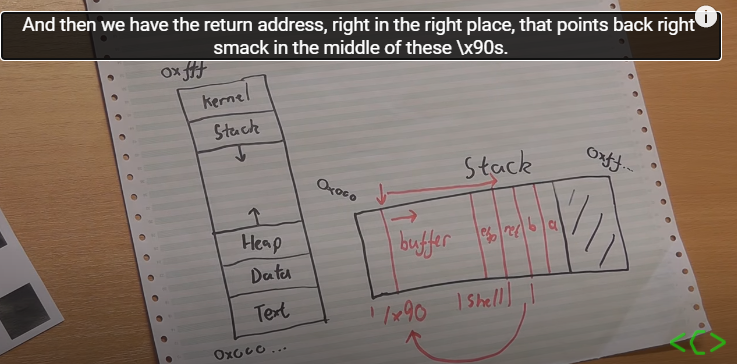 And then we have the return address, right in the right place, that points back right
smack in the middle of these \x90s.
i
0xfff
Kernel
Stack
Heap
Data
Text
0x000...
Stack
0x000
0xff...
buffer
ebp
ret
b
a
\x90
|shell|
<C>